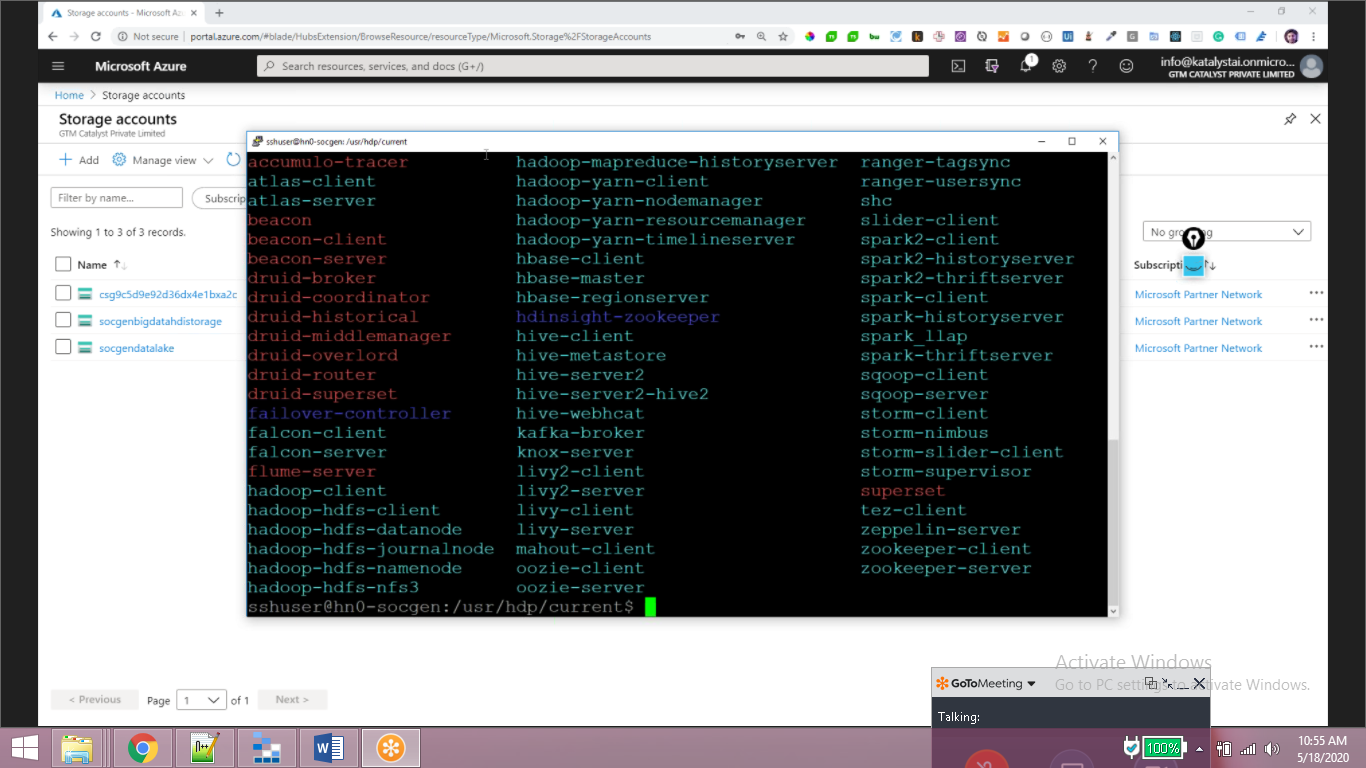 Storage accounts - Microsoft Az
Not secure | portal.azure.com/#blade/HubsExtension/BrowseResource/resourceType/Microsoft.Storage%2FStorageAccounts
Microsoft Azure
Search resources, services, and docs (G+/)
1
info@katalystai.onmicro...
GTM CATALYST PRIVATE LIMITED
Home > Storage accounts
Storage accounts
GTM Catalyst Private Limited
Add Manage view
Filter by name... Subscrip
Showing 1 to 3 of 3 records.
Name
csg9c5d9e92d36dx4e1bxa2c
socgenbigdatahdistorage
socgendatalake
sshuser@hn0-socgen: /usr/hdp/current
accumulo-tracer hadoop-mapreduce-historyserver ranger-tagsync
atlas-client hadoop-yarn-client ranger-usersync
atlas-server hadoop-yarn-nodemanager shc
beacon hadoop-yarn-resourcemanager slider-client
beacon-client hadoop-yarn-timelineserver spark2-client
beacon-server hbase-client spark2-historyserver
druid-broker hbase-master spark2-thriftserver
druid-coordinator hbase-regionserver spark-client
druid-historical hdinsight-zookeeper spark-historyserver
druid-middlemanager hive-client spark_llap
druid-overlord hive-metastore spark-thriftserver
druid-router hive-server2 sqoop-client
druid-superset hive-server2-hive2 sqoop-server
failover-controller hive-webhcat storm-client
falcon-client kafka-broker storm-nimbus
falcon-server knox-server storm-slider-client
flume-server livy2-client storm-supervisor
hadoop-client livy2-server superset
hadoop-hdfs-client livy-client tez-client
hadoop-hdfs-datanode livy-server zeppelin-server
hadoop-hdfs-journalnode mahout-client zookeeper-client
hadoop-hdfs-namenode oozie-client zookeeper-server
hadoop-hdfs-nfs3 oozie-server
sshuser@hn0-socgen:/usr/hdp/current$
Subscripti
Microsoft Partner Network
Microsoft Partner Network
Microsoft Partner Network
< Previous Page 1 of 1 Next >
Activate Windows
Go to PC settings to activate Windows.
GoToMeeting
Talking:
100%
10:55 AM
5/18/2020